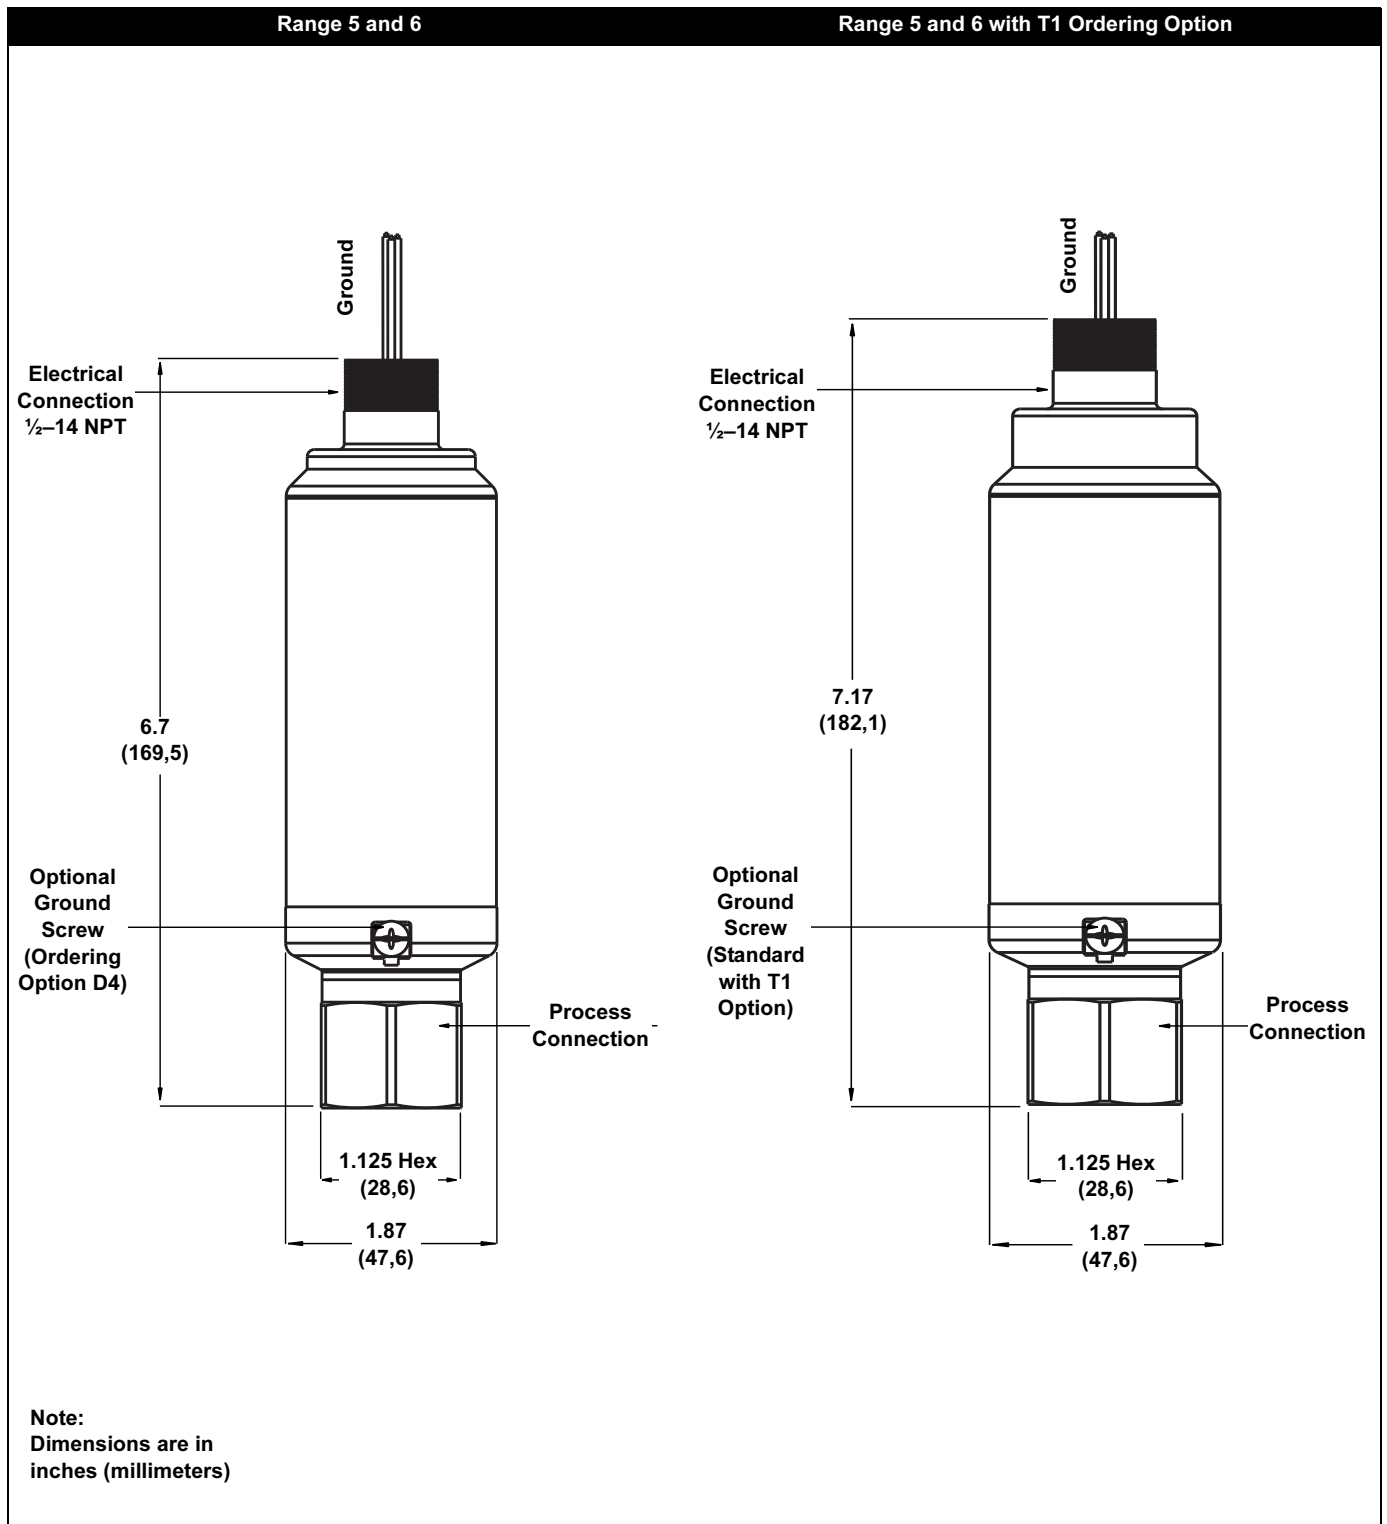 Range 5 and 6
Range 5 and 6 with T1 Ordering Option
Ground
Electrical
Connection
½–14 NPT
6.7
(169,5)
Optional
Ground
Screw
(Ordering
Option D4)
Process
Connection
1.125 Hex
(28,6)
1.87
(47,6)
Ground
Electrical
Connection
½–14 NPT
7.17
(182,1)
Optional
Ground
Screw
(Standard
with T1
Option)
Process
Connection
1.125 Hex
(28,6)
1.87
(47,6)
Note:
Dimensions are in
inches (millimeters)